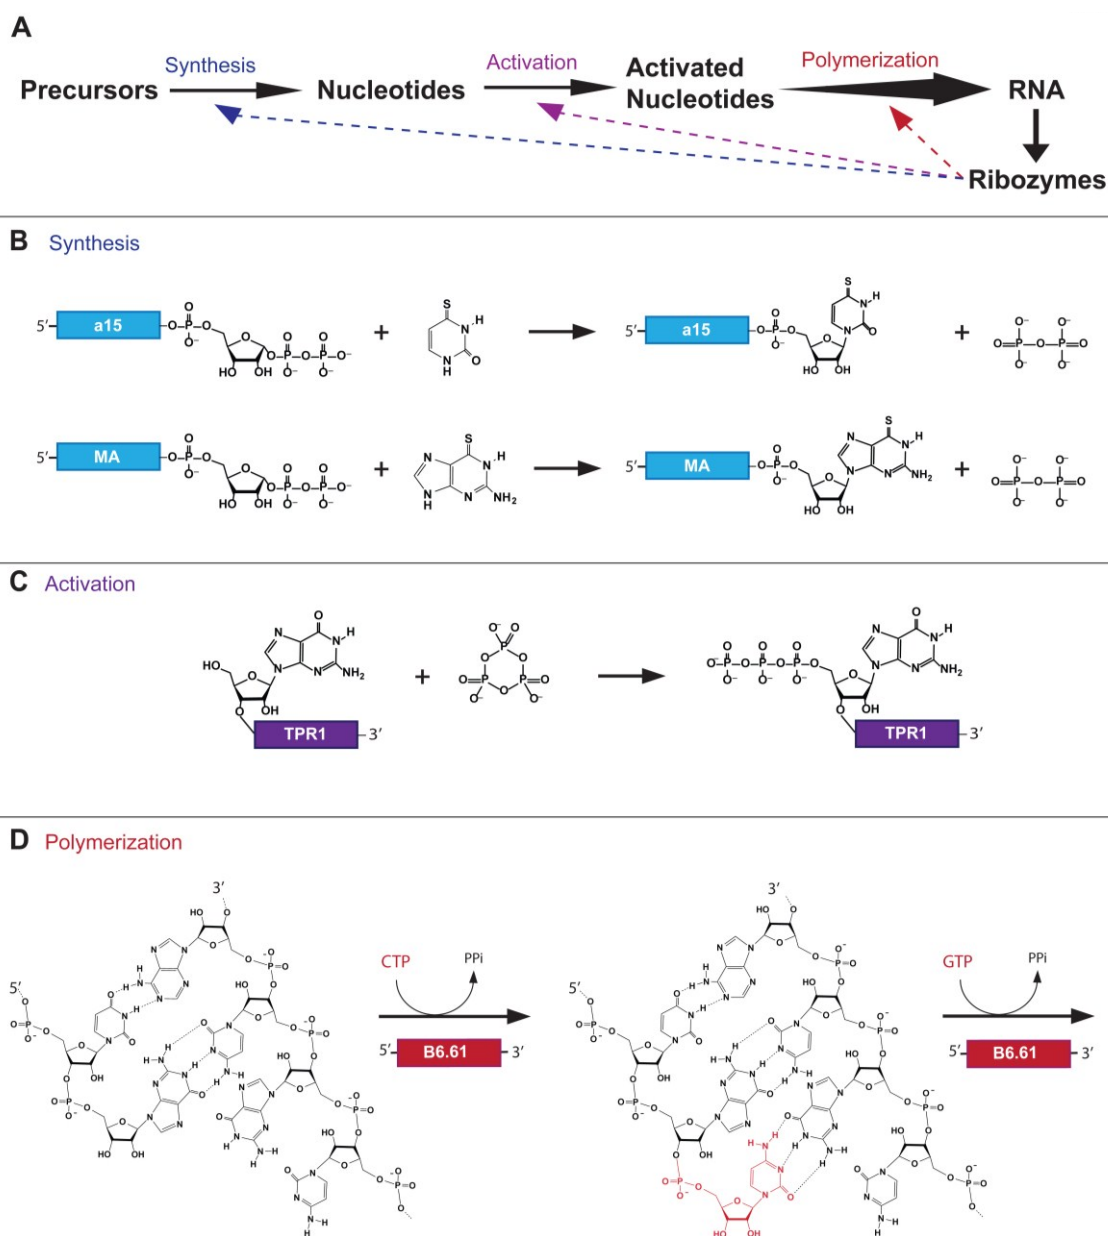 A
Synthesis
Activation
Polymerization
Precursors
Nucleotides
Activated
Nucleotides
RNA
Ribozymes
B Synthesis
5′ a15 + a15 +
5′ MA + MA +
C Activation
TPR1 3′ + TPR1 3′
D Polymerization
3′
5′
CTP PPi
5′ B6.61 3′
3′
5′
GTP PPi
5′ B6.61 3′